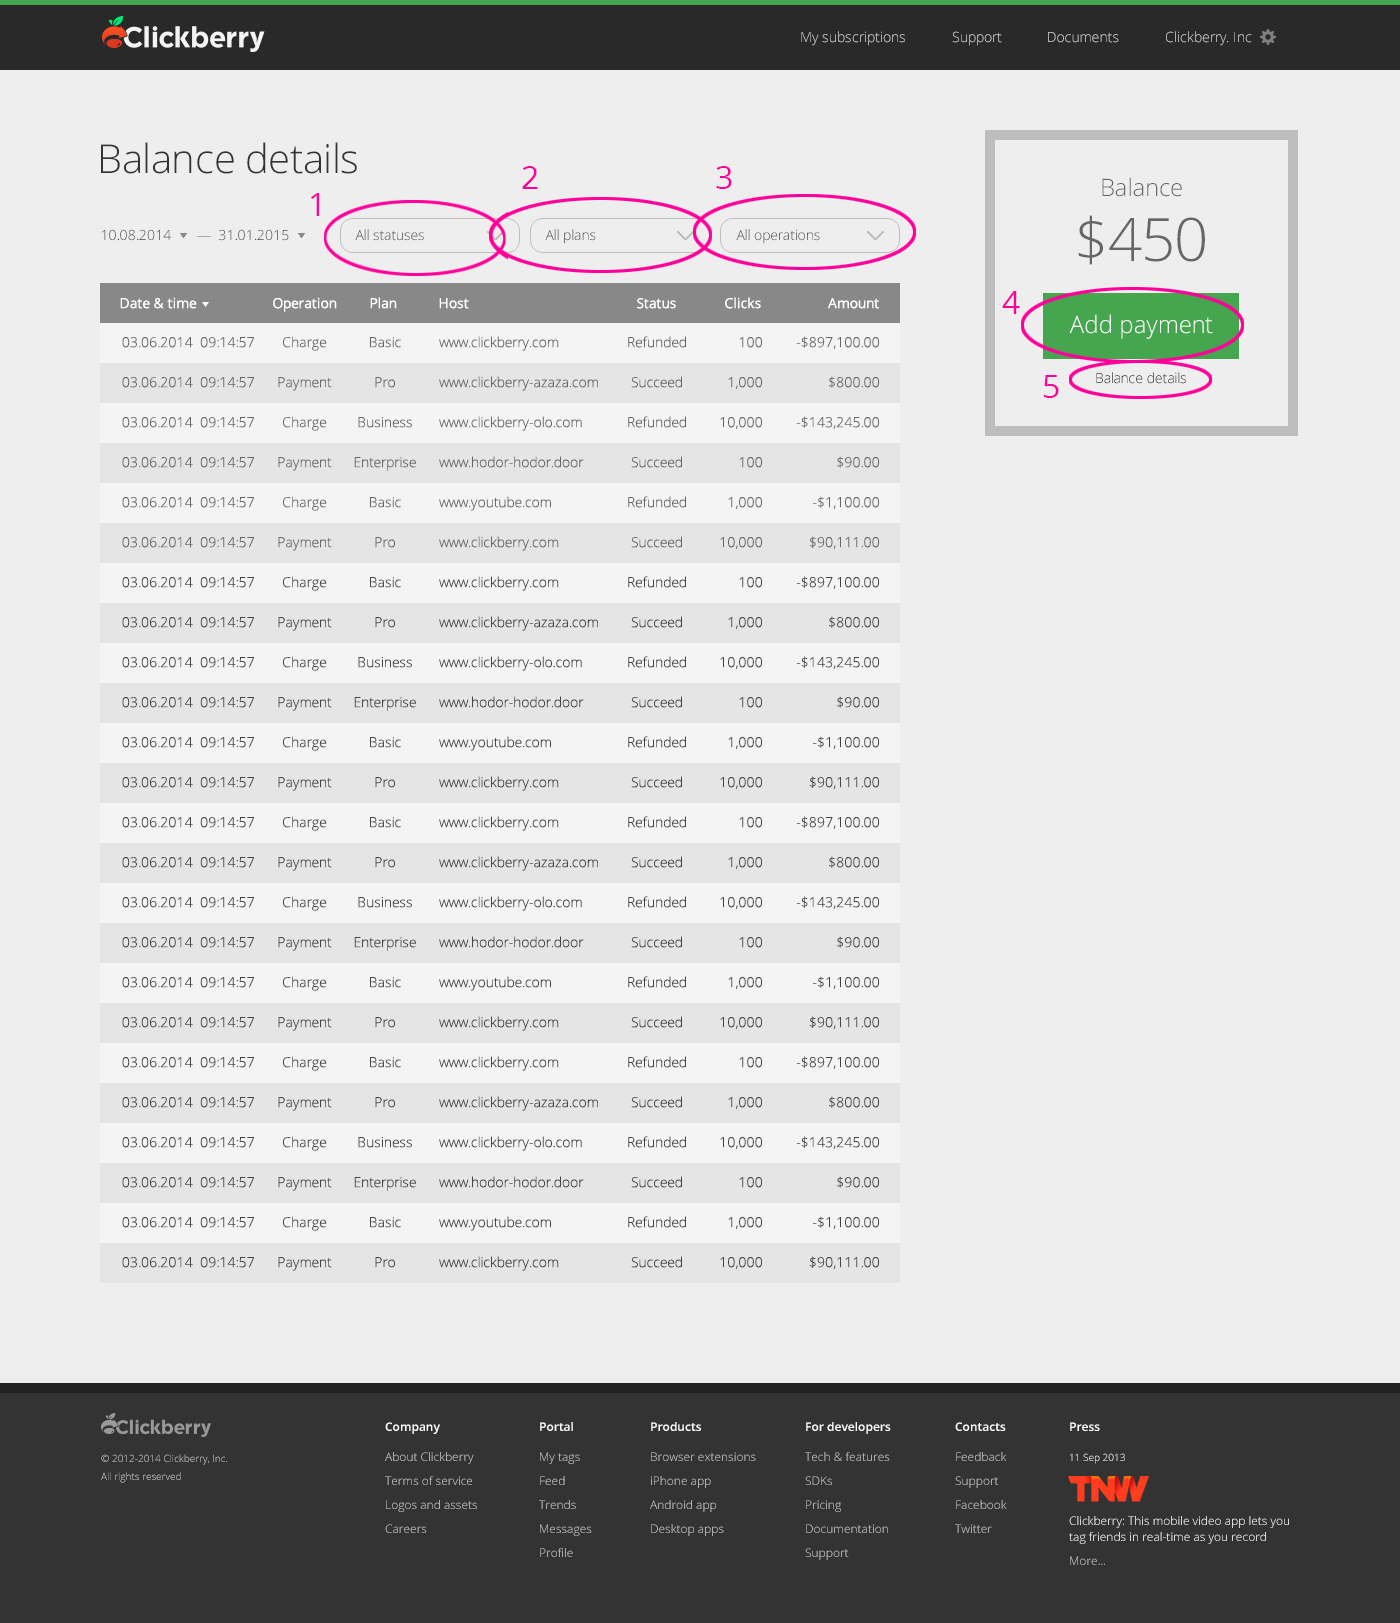 Clickberry
My subscriptions Support Documents Clickberry. Inc
Balance details
1 2 3
10.08.2014 — 31.01.2015 All statuses All plans All operations
Balance
$450
4 Add payment
5 Balance details
Date & time Operation Plan Host Status Clicks Amount
03.06.2014 09:14:57 Charge Basic www.clickberry.com Refunded 100 -$897,100.00
03.06.2014 09:14:57 Payment Pro www.clickberry-azaza.com Succeed 1,000 $800.00
03.06.2014 09:14:57 Charge Business www.clickberry-olo.com Refunded 10,000 -$143,245.00
03.06.2014 09:14:57 Payment Enterprise www.hodor-hodor.door Succeed 100 $90.00
03.06.2014 09:14:57 Charge Basic www.youtube.com Refunded 1,000 -$1,100.00
03.06.2014 09:14:57 Payment Pro www.clickberry.com Succeed 10,000 $90,111.00
03.06.2014 09:14:57 Charge Basic www.clickberry.com Refunded 100 -$897,100.00
03.06.2014 09:14:57 Payment Pro www.clickberry-azaza.com Succeed 1,000 $800.00
03.06.2014 09:14:57 Charge Business www.clickberry-olo.com Refunded 10,000 -$143,245.00
03.06.2014 09:14:57 Payment Enterprise www.hodor-hodor.door Succeed 100 $90.00
03.06.2014 09:14:57 Charge Basic www.youtube.com Refunded 1,000 -$1,100.00
03.06.2014 09:14:57 Payment Pro www.clickberry.com Succeed 10,000 $90,111.00
03.06.2014 09:14:57 Charge Basic www.clickberry.com Refunded 100 -$897,100.00
03.06.2014 09:14:57 Payment Pro www.clickberry-azaza.com Succeed 1,000 $800.00
03.06.2014 09:14:57 Charge Business www.clickberry-olo.com Refunded 10,000 -$143,245.00
03.06.2014 09:14:57 Payment Enterprise www.hodor-hodor.door Succeed 100 $90.00
03.06.2014 09:14:57 Charge Basic www.youtube.com Refunded 1,000 -$1,100.00
03.06.2014 09:14:57 Payment Pro www.clickberry.com Succeed 10,000 $90,111.00
03.06.2014 09:14:57 Charge Basic www.clickberry.com Refunded 100 -$897,100.00
03.06.2014 09:14:57 Payment Pro www.clickberry-azaza.com Succeed 1,000 $800.00
03.06.2014 09:14:57 Charge Business www.clickberry-olo.com Refunded 10,000 -$143,245.00
03.06.2014 09:14:57 Payment Enterprise www.hodor-hodor.door Succeed 100 $90.00
03.06.2014 09:14:57 Charge Basic www.youtube.com Refunded 1,000 -$1,100.00
03.06.2014 09:14:57 Payment Pro www.clickberry.com Succeed 10,000 $90,111.00
Clickberry
© 2012-2014 Clickberry, Inc.
All rights reserved
Company
About Clickberry
Terms of service
Logos and assets
Careers
Portal
My tags
Feed
Trends
Messages
Profile
Products
Browser extensions
iPhone app
Android app
Desktop apps
For developers
Tech & features
SDKs
Pricing
Documentation
Support
Contacts
Feedback
Support
Facebook
Twitter
Press
11 Sep 2013
TNW
Clickberry: This mobile video app lets you
tag friends in real-time as you record
More...